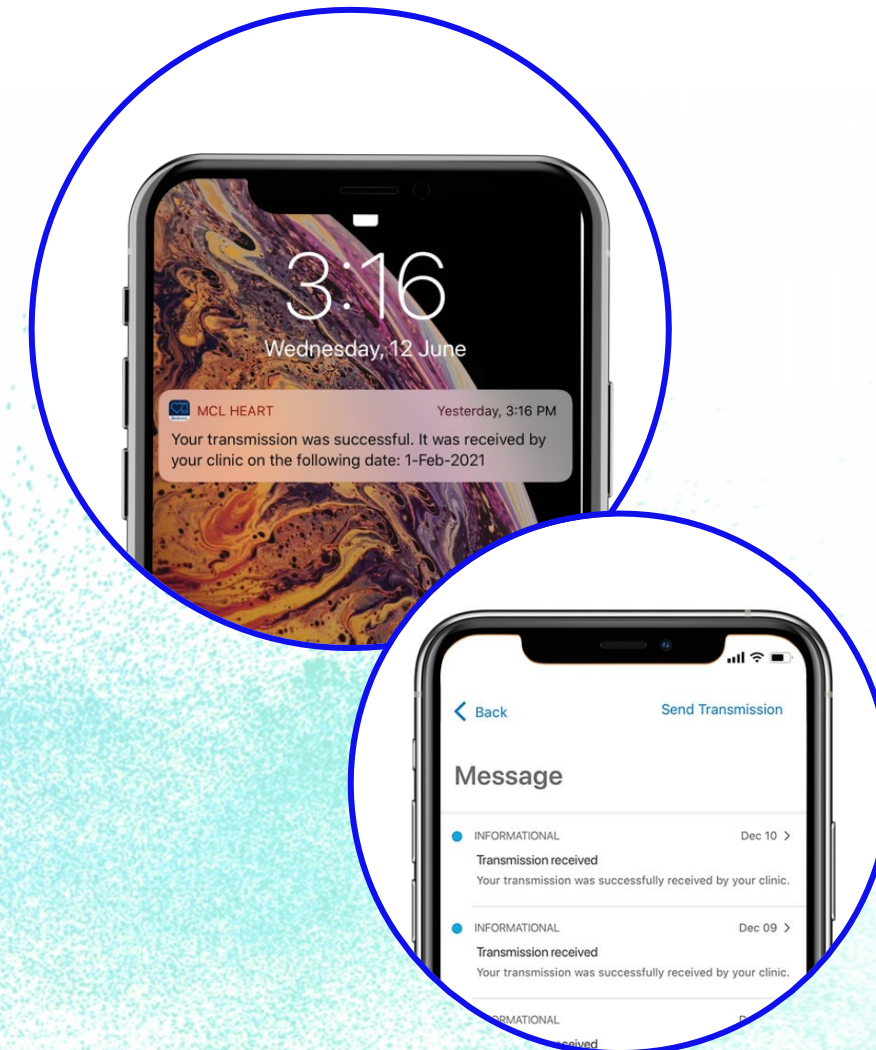 3:16
Wednesday, 12 June
MCL HEART Yesterday, 3:16 PM
Your transmission was successful. It was received by
your clinic on the following date: 1-Feb-2021
Back Send Transmission
Message
INFORMATIONAL Dec 10
Transmission received
Your transmission was successfully received by your clinic.
INFORMATIONAL Dec 09
Transmission received
Your transmission was successfully received by your clinic.